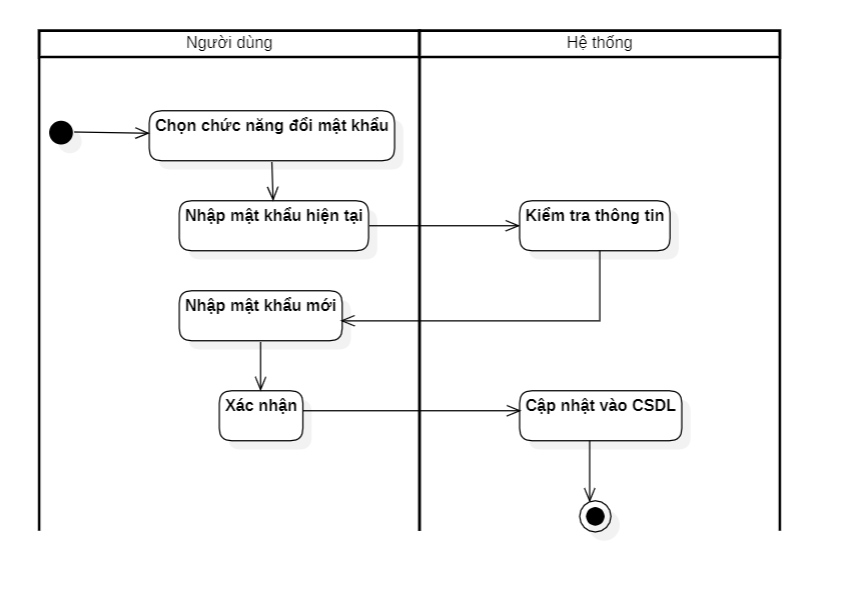 Người dùng
Hệ thống
Chọn chức năng đổi mật khẩu
Nhập mật khẩu hiện tại
Kiểm tra thông tin
Nhập mật khẩu mới
Xác nhận
Cập nhật vào CSDL